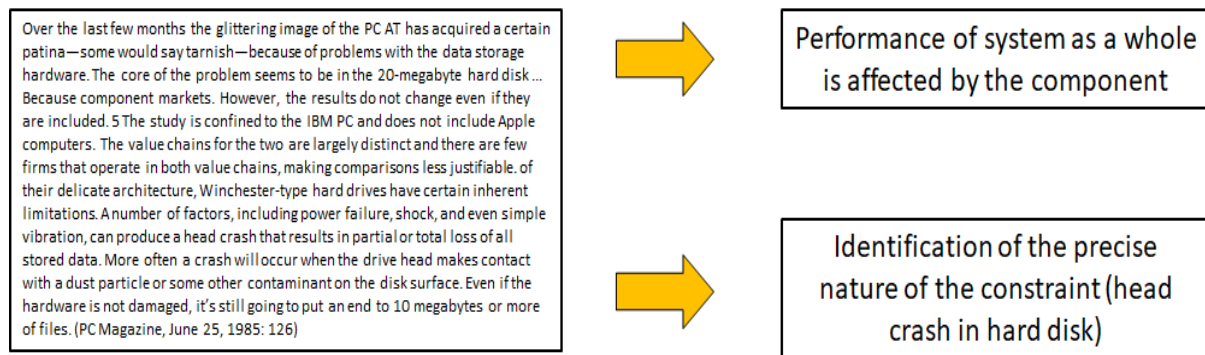 Over the last few months the glittering image of the PC AT has acquired a certain
patina—some would say tarnish—because of problems with the data storage
hardware. The core of the problem seems to be in the 20-megabyte hard disk ...
Because component markets. However, the results do not change even if they
are included. 5 The study is confined to the IBM PC and does not include Apple
computers. The value chains for the two are largely distinct and there are few
firms that operate in both value chains, making comparisons less justifiable. of
their delicate architecture, Winchester-type hard drives have certain inherent
limitations. A number of factors, including power failure, shock, and even simple
vibration, can produce a head crash that results in partial or total loss of all
stored data. More often a crash will occur when the drive head makes contact
with a dust particle or some other contaminant on the disk surface. Even if the
hardware is not damaged, it's still going to put an end to 10 megabytes or more
of files. (PC Magazine, June 25, 1985: 126)
Performance of system as a whole
is affected by the component
Identification of the precise
nature of the constraint (head
crash in hard disk)